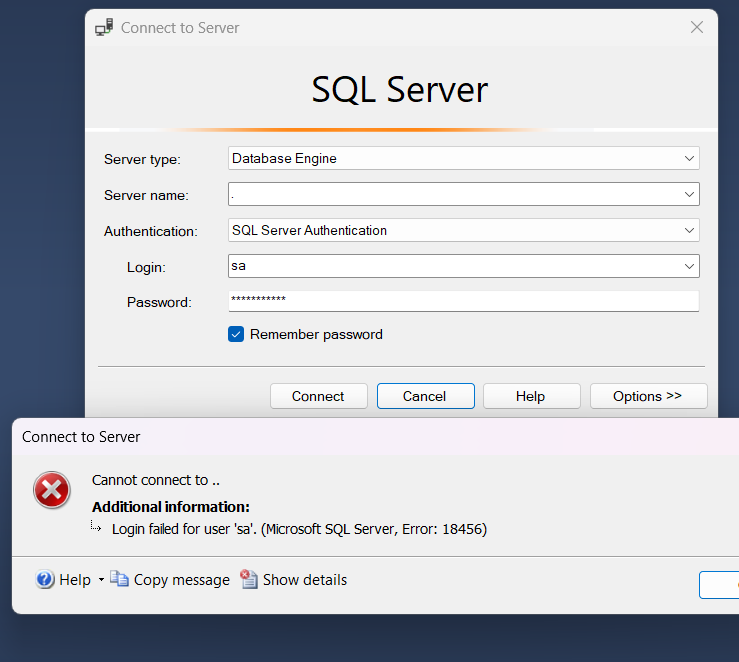 Connect to Server
SQL Server
Server type:
Database Engine
Server name:
.
Authentication:
SQL Server Authentication
Login:
sa
Password:
***********
Remember password
Connect
Cancel
Help
Options >>
Connect to Server
Cannot connect to ..
Additional information:
Login failed for user 'sa'. (Microsoft SQL Server, Error: 18456)
Help
Copy message
Show details